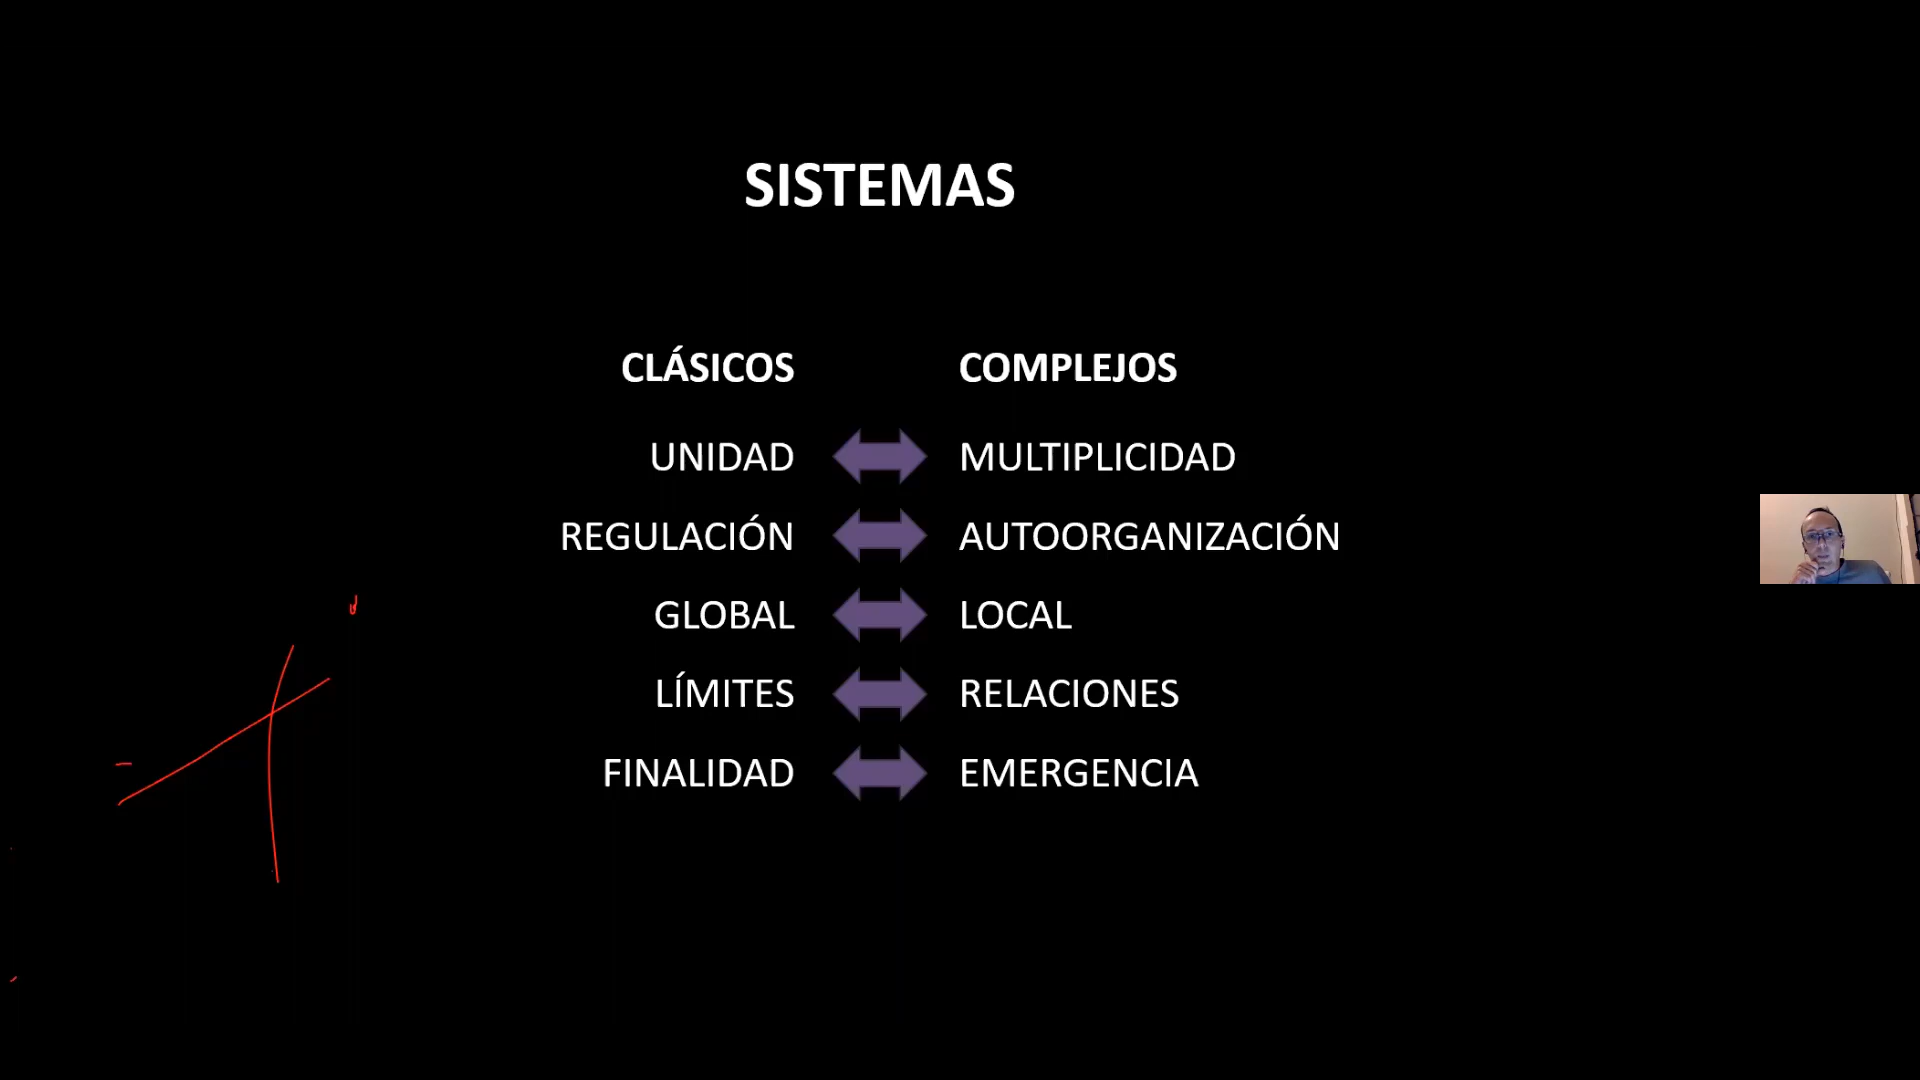 SISTEMAS
CLÁSICOS COMPLEJOS
UNIDAD MULTIPLICIDAD
REGULACIÓN AUTOORGANIZACIÓN
GLOBAL LOCAL
LÍMITES RELACIONES
FINALIDAD EMERGENCIA